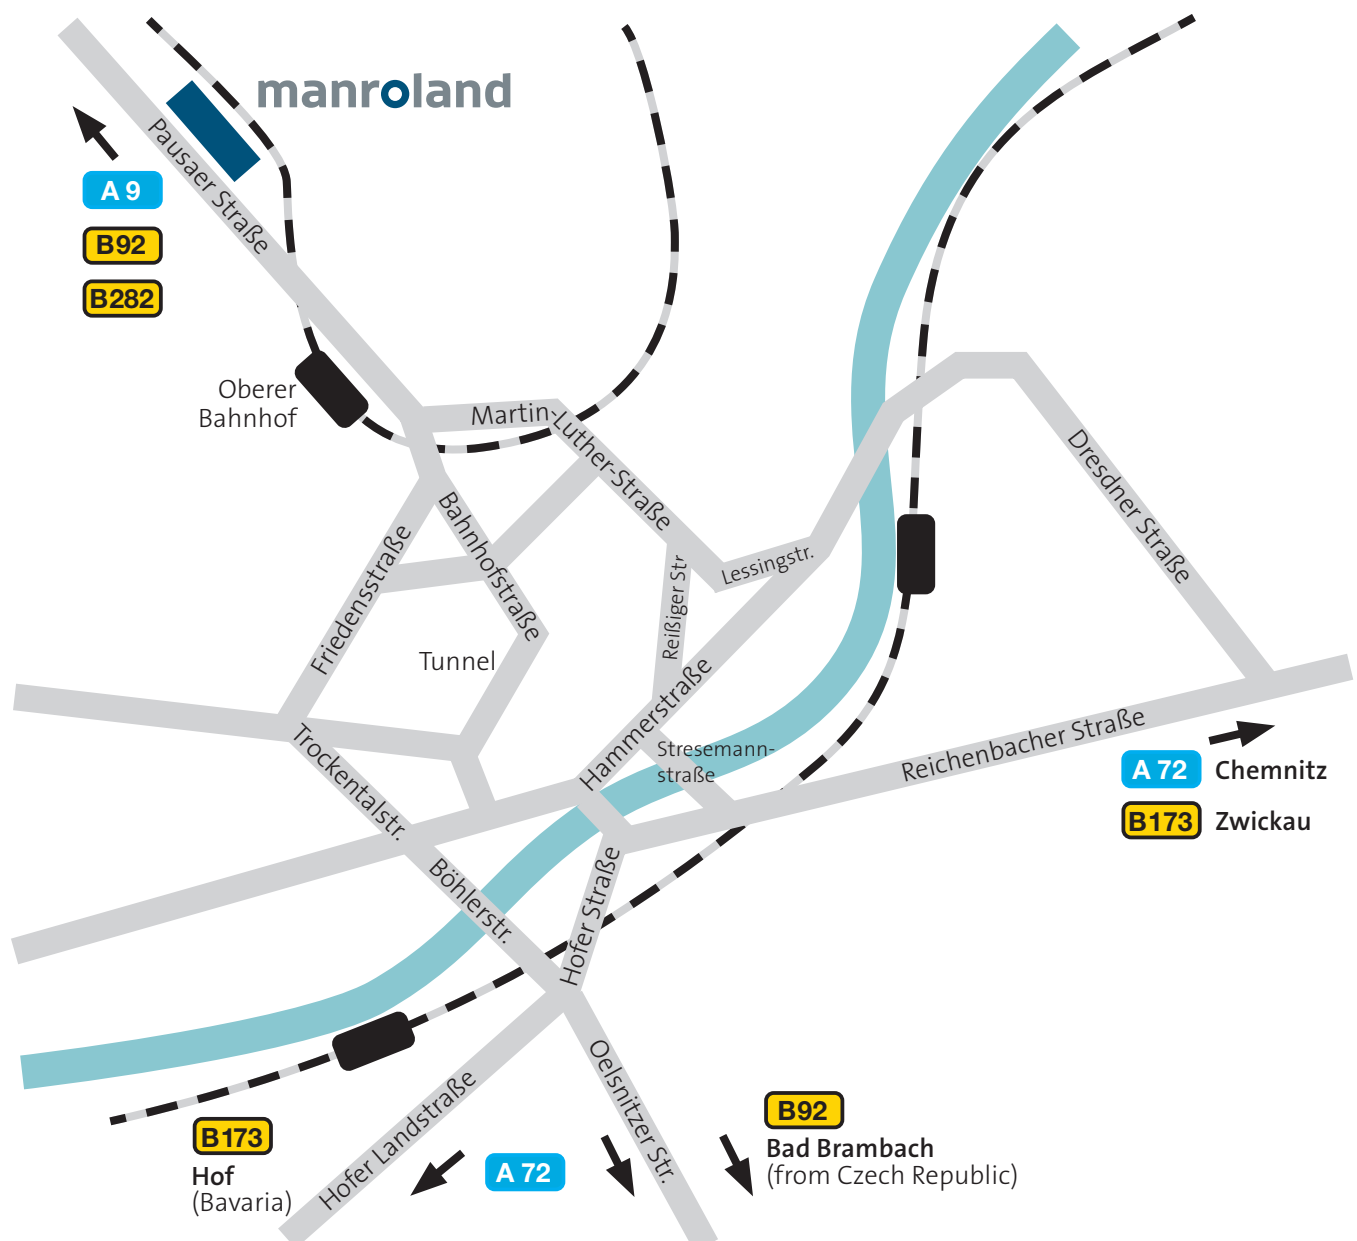 manroland
Pausaer Straße
A 9
B92
B282
Oberer
Bahnhof
Martin-Luther-Straße
Bahnhofstraße
Friedensstraße
Tunnel
Reißiger Str
Lessingstr.
Dresdner Straße
Hammerstraße
Stresemann-
straße
Reichenbacher Straße
A 72 Chemnitz
B173 Zwickau
Trockentalstr.
Böhlerstr.
Hofer Straße
Oelsnitzer Str.
Hofer Landstraße
B173
Hof
(Bavaria)
A 72
B92
Bad Brambach
(from Czech Republic)